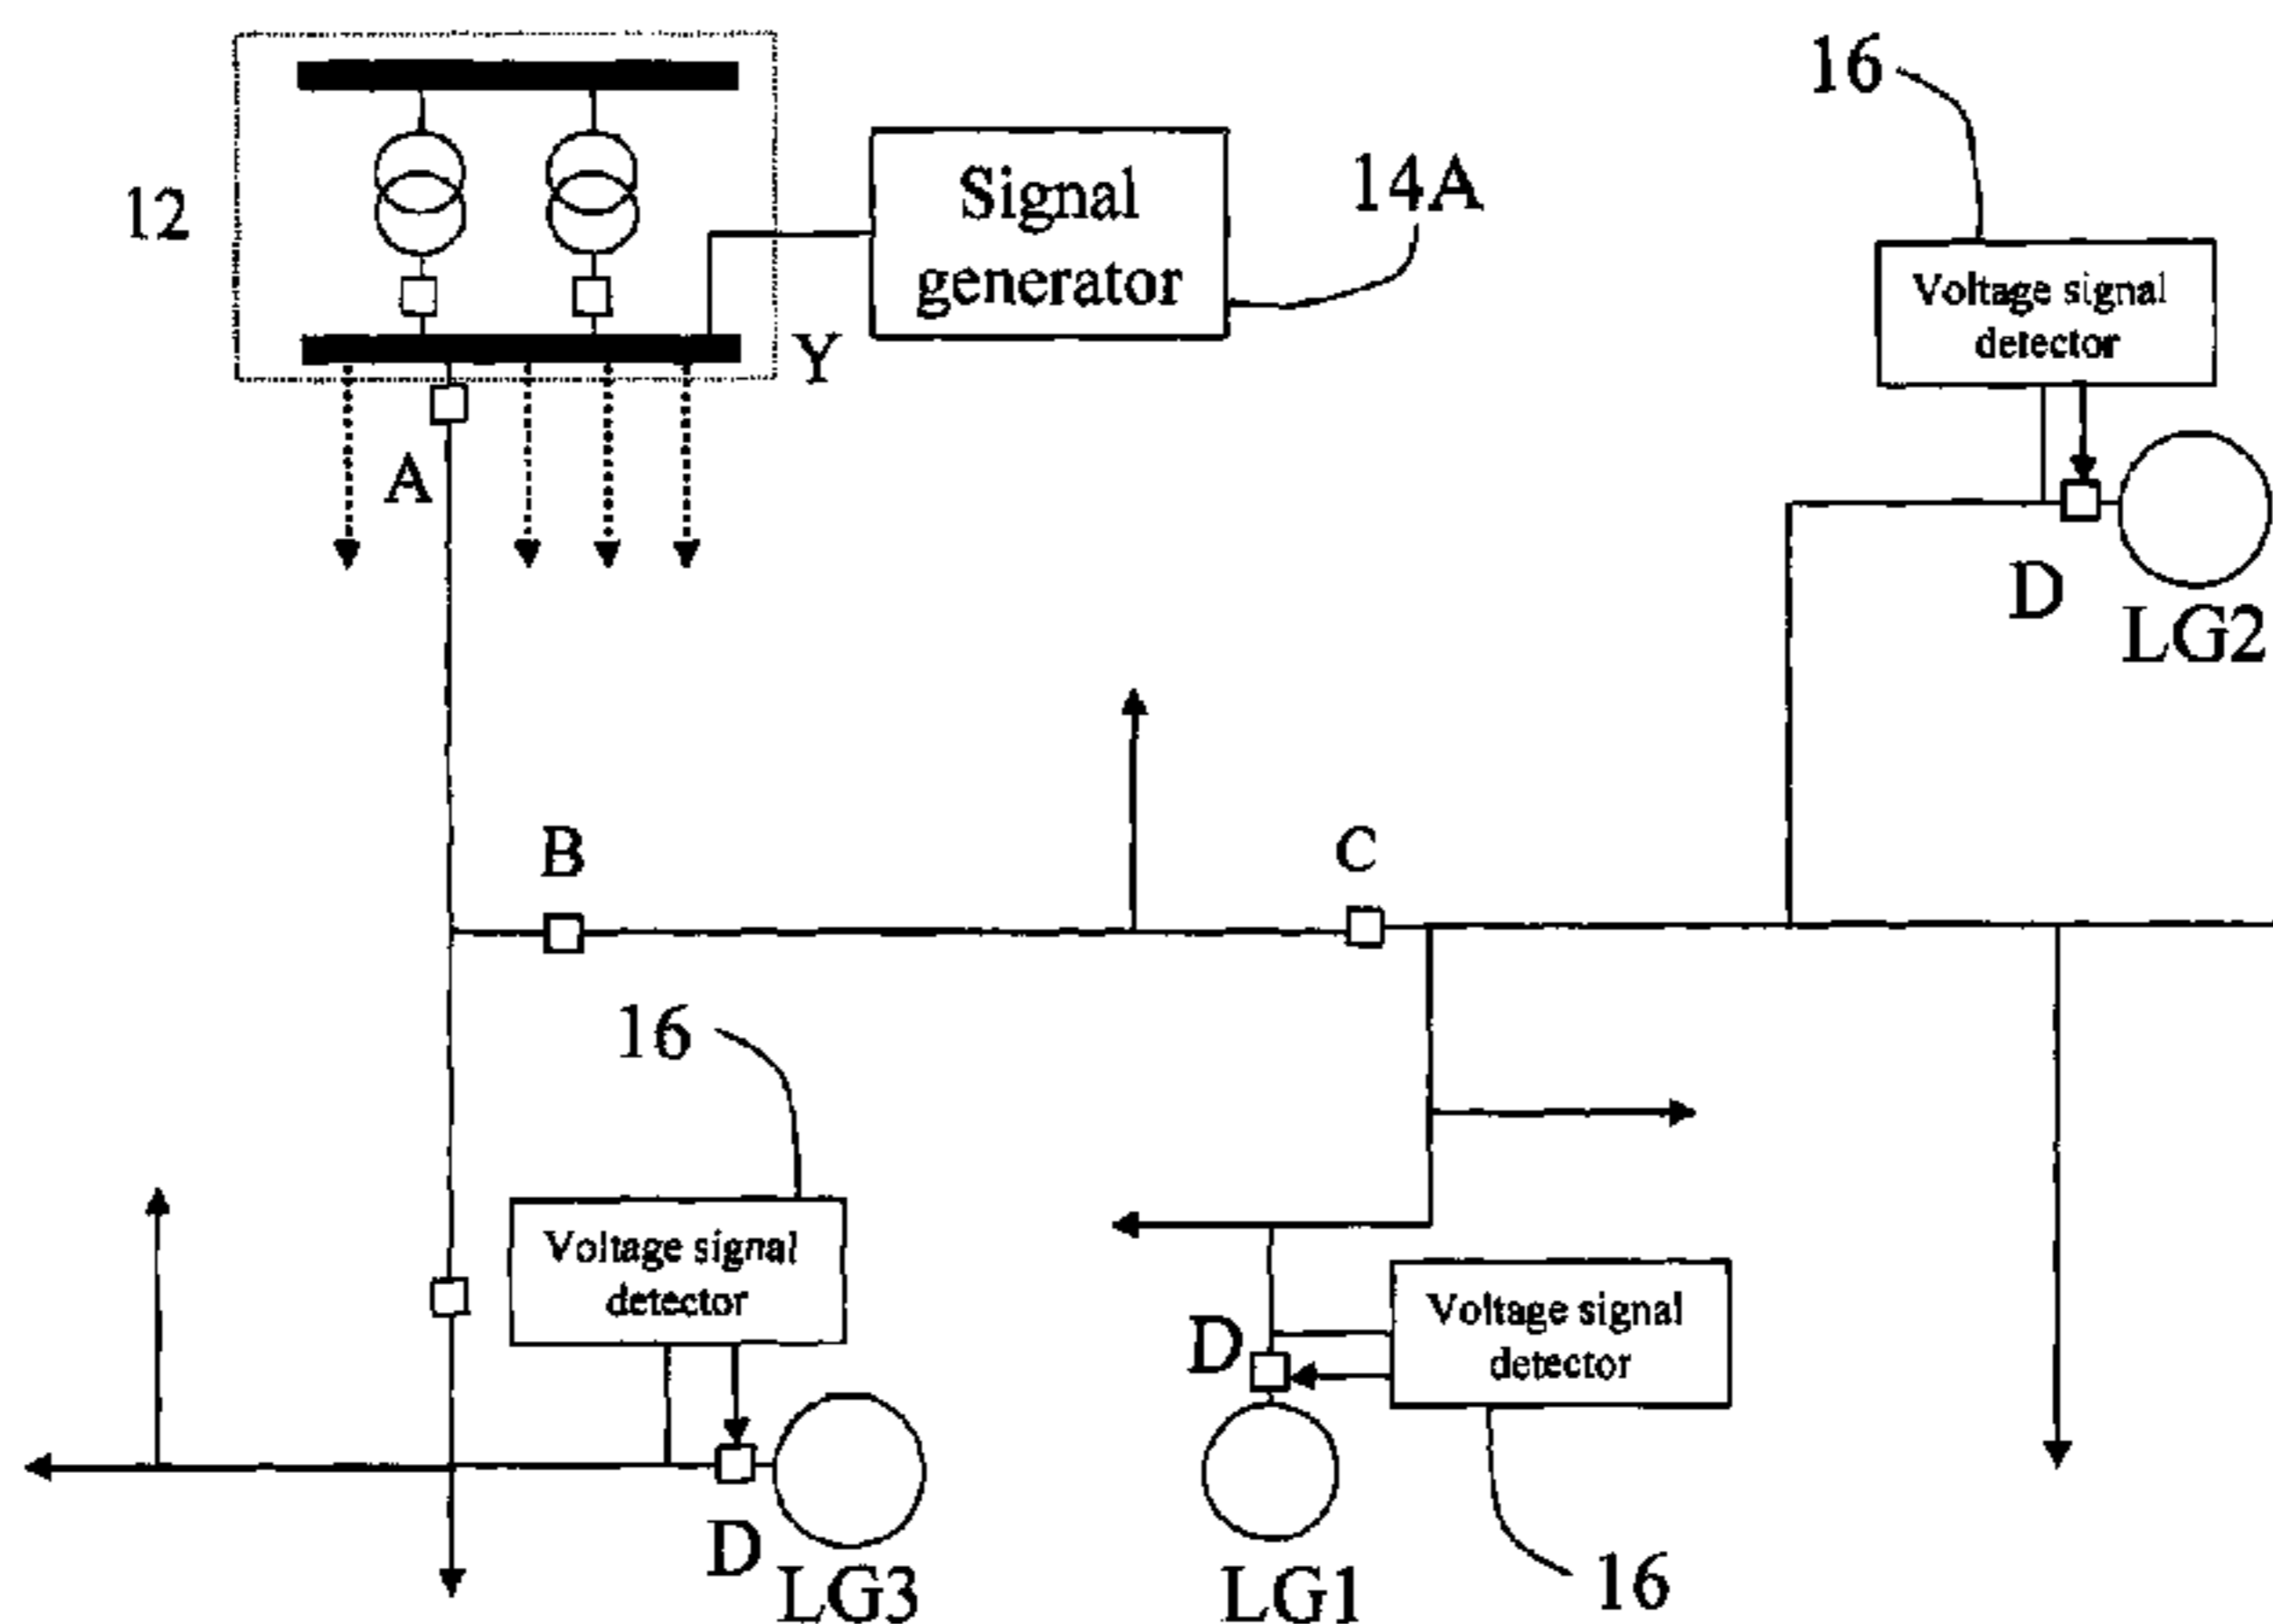 16
12
Signal
generator
14A
Voltage signal
detector
Y
A
D
LG2
B
C
16
Voltage signal
detector
Voltage signal
detector
D
D
LG3
LG1
16